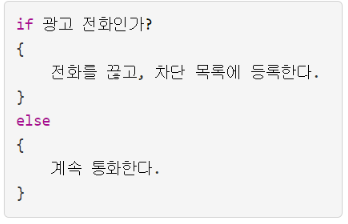 if 광고 전화인가?
{
    전화를 끊고, 차단 목록에 등록한다.
}
else
{
    계속 통화한다.
}